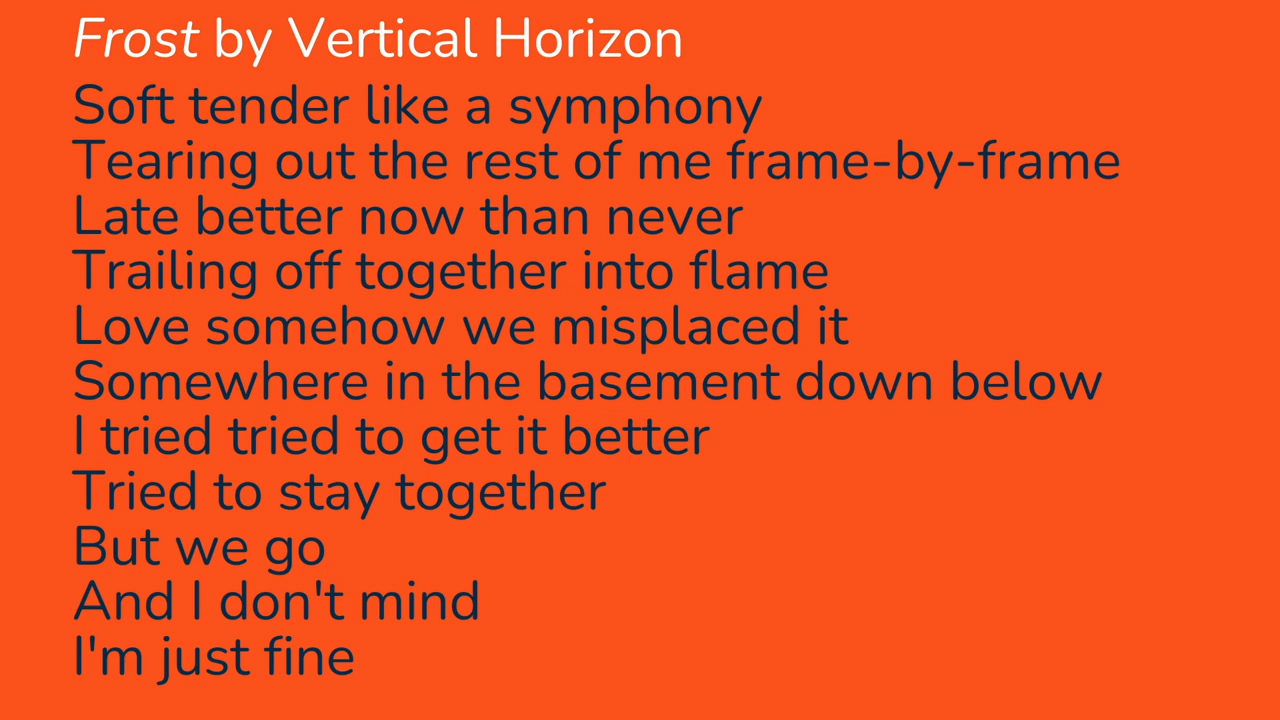 Frost by Vertical Horizon
Soft tender like a symphony
Tearing out the rest of me frame-by-frame
Late better now than never
Trailing off together into flame
Love somehow we misplaced it
Somewhere in the basement down below
I tried tried to get it better
Tried to stay together
But we go
And I don't mind
I'm just fine